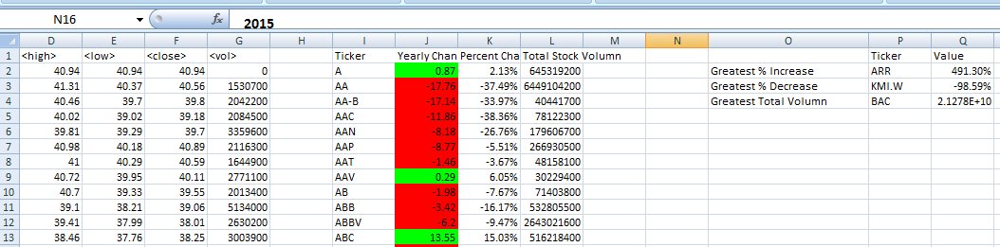 N16 fx 2015
D E F G H I J K L M N O P Q
1 <high> <low> <close> <vol> Ticker Yearly Chan Percent Cha Total Stock Volumn Ticker Value
2 40.94 40.94 40.94 0 A 0.87 2.13% 645319200 Greatest % Increase ARR 491.30%
3 41.31 40.37 40.56 1530700 AA -17.76 -37.49% 6449104200 Greatest % Decrease KMI.W -98.59%
4 40.46 39.7 39.8 2042200 AA-B -17.14 -33.97% 40441700 Greatest Total Volumn BAC 2.1278E+10
5 40.02 39.02 39.18 2084500 AAC -11.86 -38.36% 78122300
6 39.81 39.29 39.7 3359600 AAN -8.18 -26.76% 179606700
7 40.98 40.18 40.89 2116300 AAP -8.77 -5.51% 266930500
8 41 40.29 40.59 1644900 AAT -1.46 -3.67% 48158100
9 40.72 39.95 40.11 2771100 AAV 0.29 6.05% 30229400
10 40.7 39.33 39.55 2013400 AB -1.98 -7.67% 71403800
11 39.1 38.21 39.06 5134000 ABB -3.42 -16.17% 532805500
12 39.41 37.99 38.01 2630200 ABBV -6.2 -9.47% 2643021600
13 38.46 37.76 38.25 3003900 ABC 13.55 15.03% 516218400